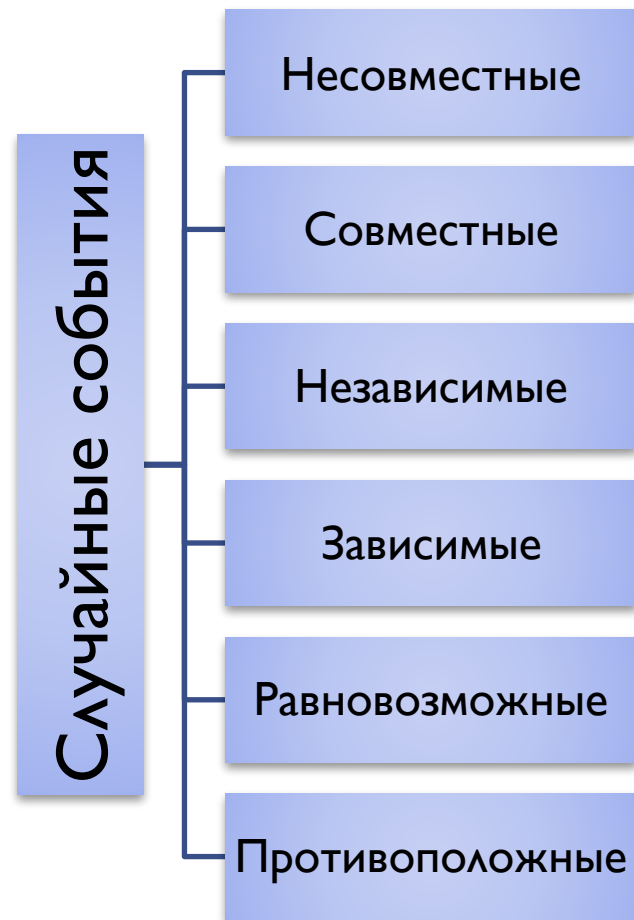 Случайные события
Несовместные
Совместные
Независимые
Зависимые
Равновозможные
Противоположные